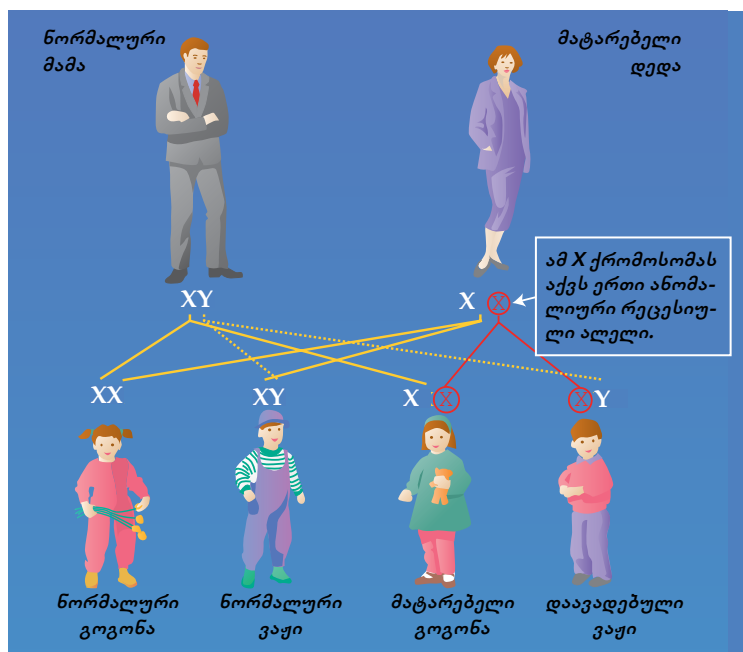 ნორმალური
მამა
მატარებელი
დედა
ამ X ქრომოსომას
აქვს ერთი ანომა-
ლიური რეცესიუ-
ლი ალელი.
XY
X X
XX
XY
X X
X Y
ნორმალური
გოგონა
ნორმალური
ვაჟი
მატარებელი
გოგონა
დაავადებული
ვაჟი